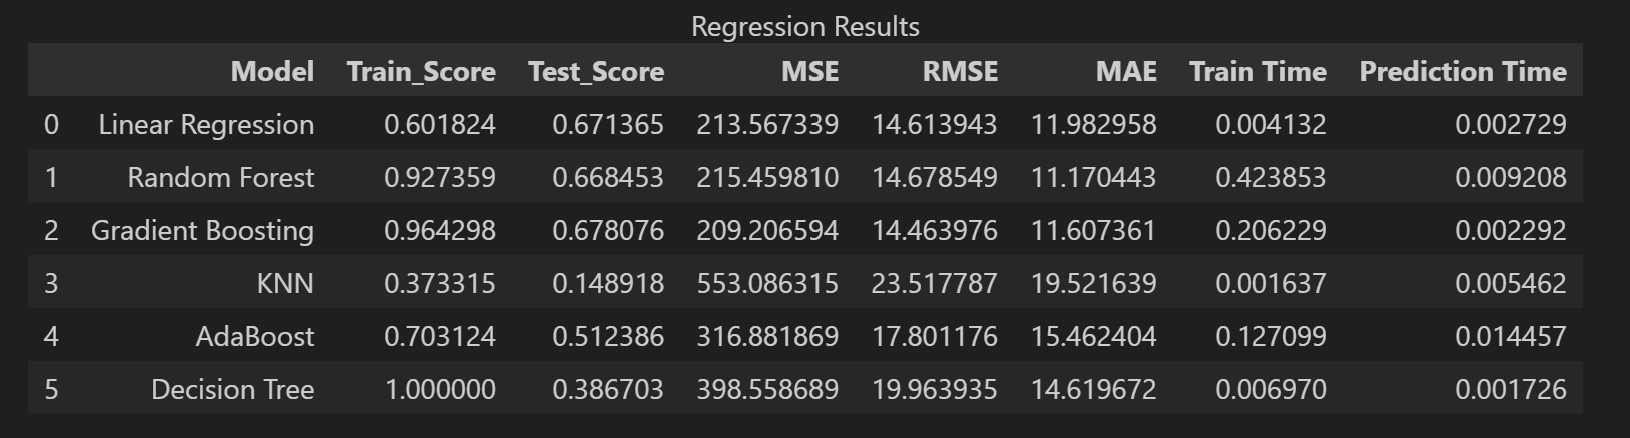 Regression Results
Model Train_Score Test_Score MSE RMSE MAE Train Time Prediction Time
0 Linear Regression 0.601824 0.671365 213.567339 14.613943 11.982958 0.004132 0.002729
1 Random Forest 0.927359 0.668453 215.459810 14.678549 11.170443 0.423853 0.009208
2 Gradient Boosting 0.964298 0.678076 209.206594 14.463976 11.607361 0.206229 0.002292
3 KNN 0.373315 0.148918 553.086315 23.517787 19.521639 0.001637 0.005462
4 AdaBoost 0.703124 0.512386 316.881869 17.801176 15.462404 0.127099 0.014457
5 Decision Tree 1.000000 0.386703 398.558689 19.963935 14.619672 0.006970 0.001726